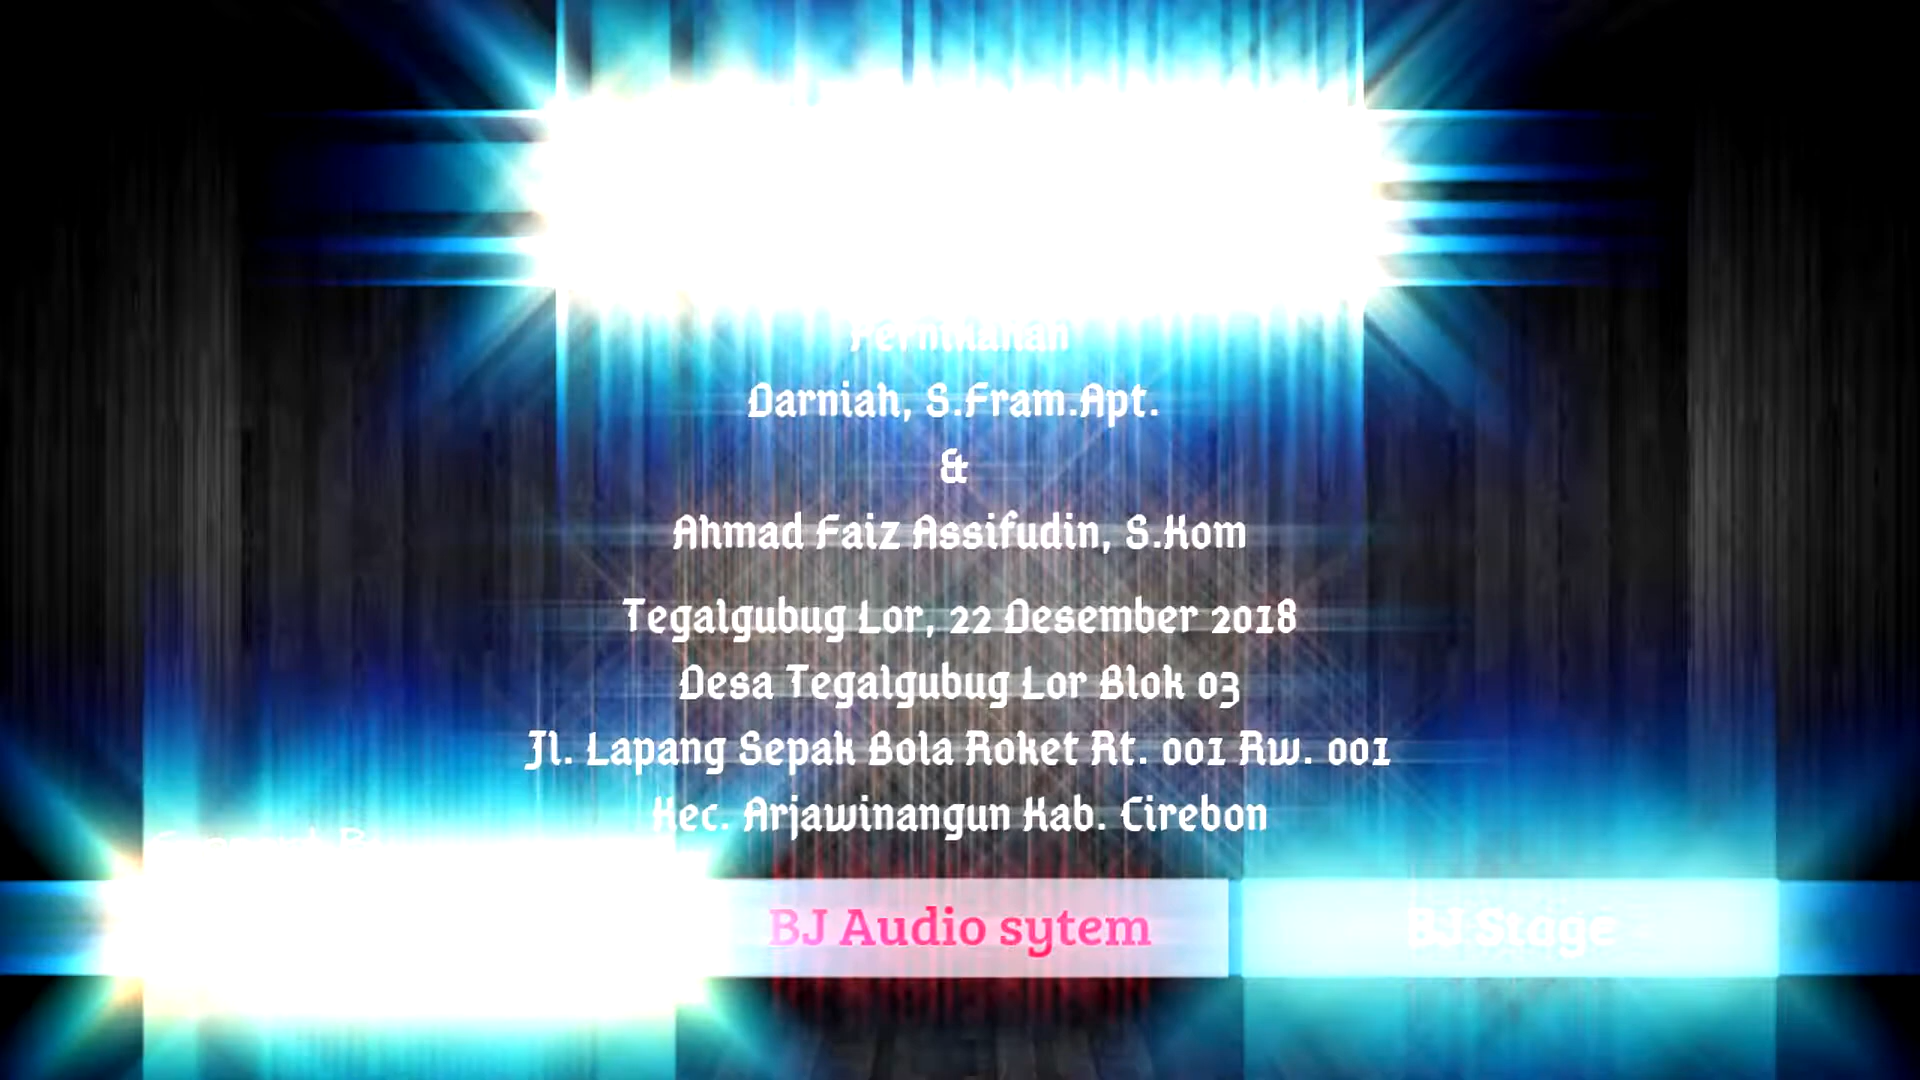 Pernikahan
Darniah, S.Fram.Apt.
&
Ahmad Faiz Assifudin, S.Kom
Tegalgubug Lor, 22 Desember 2018
Desa Tegalgubug Lor Blok 03
Jl. Lapang Sepak Bola Roket Rt. 001 Rw. 001
Kec. Arjawinangun Kab. Cirebon
BJ Audio sytem
BJ Stage